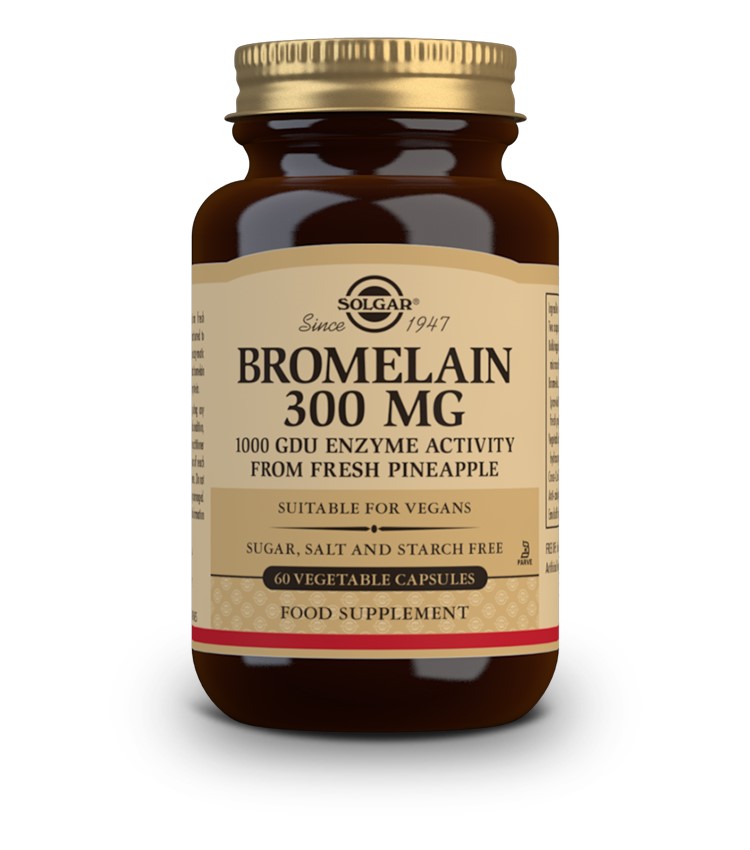 SOLGAR®
Since 1947
BROMELAIN
300 MG
1000 GDU ENZYME ACTIVITY
FROM FRESH PINEAPPLE
SUITABLE FOR VEGANS
SUGAR, SALT AND STARCH FREE
PARVE
60 VEGETABLE CAPSULES
FOOD SUPPLEMENT